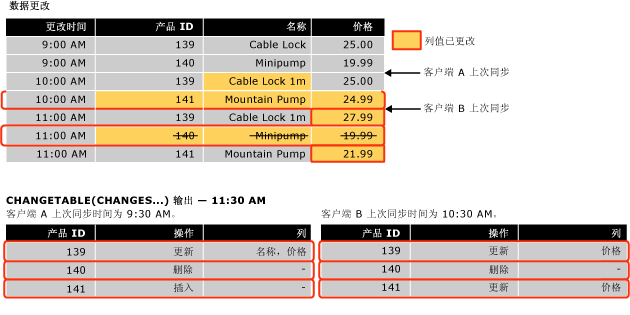 数据更改
更改时间 产品 ID 名称 价格
9:00 AM 139 Cable Lock 25.00
9:00 AM 140 Minipump 19.99
10:00 AM 139 Cable Lock 1m 25.00
10:00 AM 141 Mountain Pump 24.99
11:00 AM 139 Cable Lock 1m 27.99
11:00 AM 140 Minipump 19.99
11:00 AM 141 Mountain Pump 21.99
列值已更改
客户端 A 上次同步
客户端 B 上次同步
CHANGETABLE(CHANGES...) 输出 — 11:30 AM
客户端 A 上次同步时间为 9:30 AM。
产品 ID 操作 列
139 更新 名称，价格
140 删除 -
141 插入 -
客户端 B 上次同步时间为 10:30 AM。
产品 ID 操作 列
139 更新 价格
140 删除 -
141 更新 价格